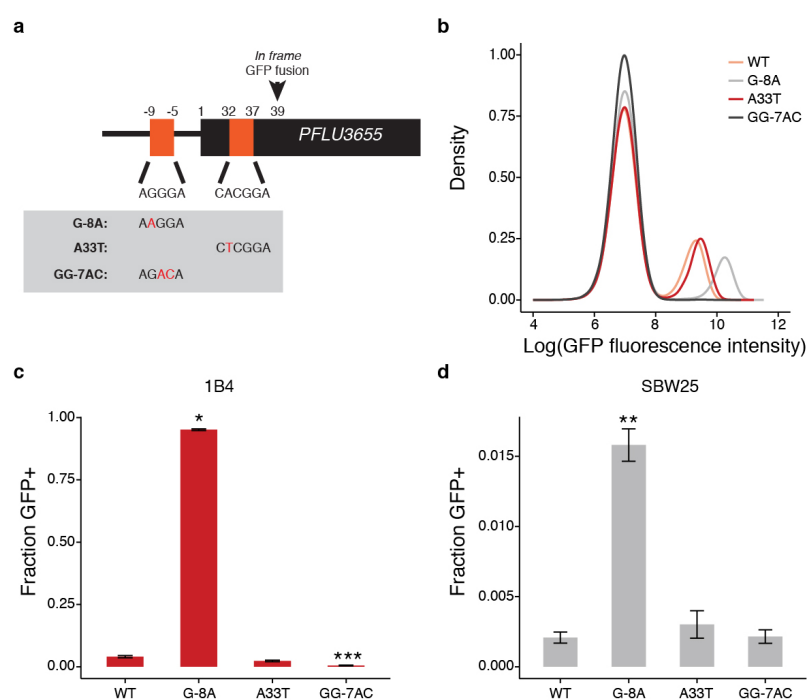 a
In frame
GFP fusion
-9 -5 1 32 37 39
PFLU3655
AGGGA CACGGA
G-8A: AAGGA
A33T: CTCGGA
GG-7AC: AGACA
b
1.00
0.75
0.50
0.25
0.00
Density
4 6 8 10 12
Log(GFP fluorescence intensity)
WT
G-8A
A33T
GG-7AC
c
1B4
1.00
0.75
0.50
0.25
0.00
Fraction GFP+
*
***
WT G-8A A33T GG-7AC
d
SBW25
0.015
0.010
0.005
0.000
Fraction GFP+
**
WT G-8A A33T GG-7AC